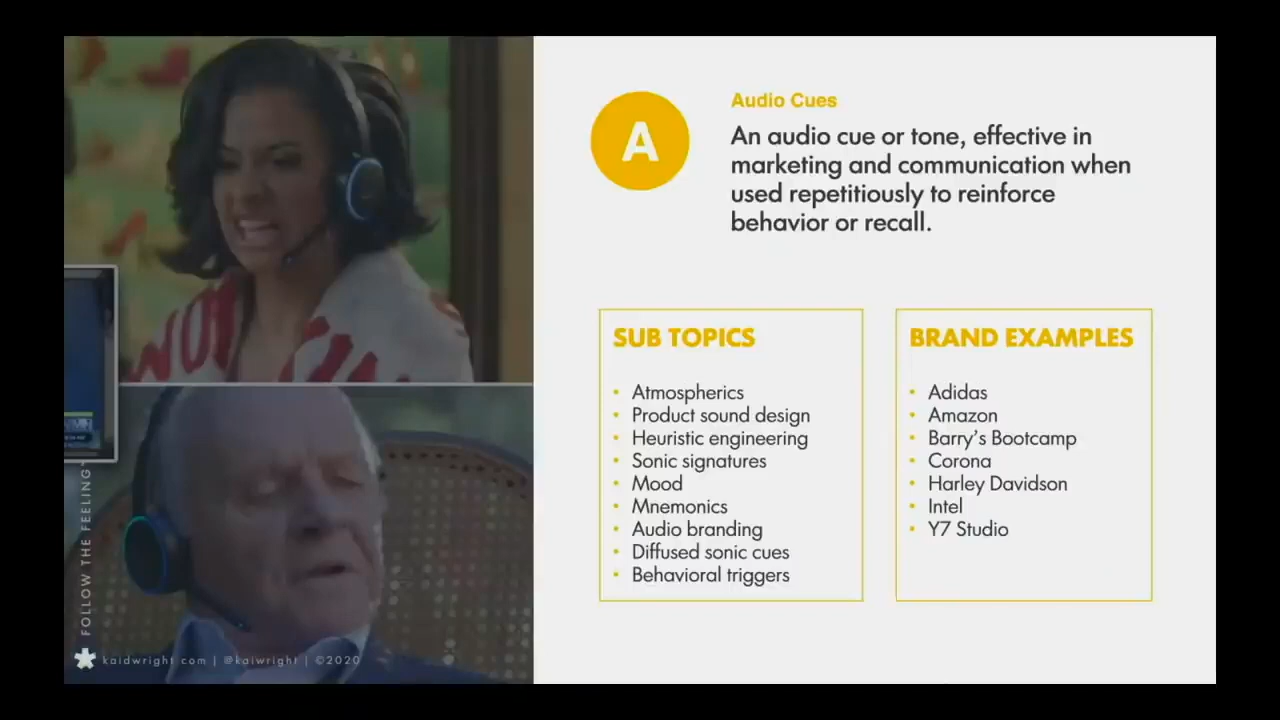 A
Audio Cues
An audio cue or tone, effective in
marketing and communication when
used repetitiously to reinforce
behavior or recall.
SUB TOPICS
• Atmospherics
• Product sound design
• Heuristic engineering
• Sonic signatures
• Mood
• Mnemonics
• Audio branding
• Diffused sonic cues
• Behavioral triggers
BRAND EXAMPLES
• Adidas
• Amazon
• Barry’s Bootcamp
• Corona
• Harley Davidson
• Intel
• Y7 Studio
FOLLOW THE FEELING
kaidwright.com | @kaiwright | ©2020